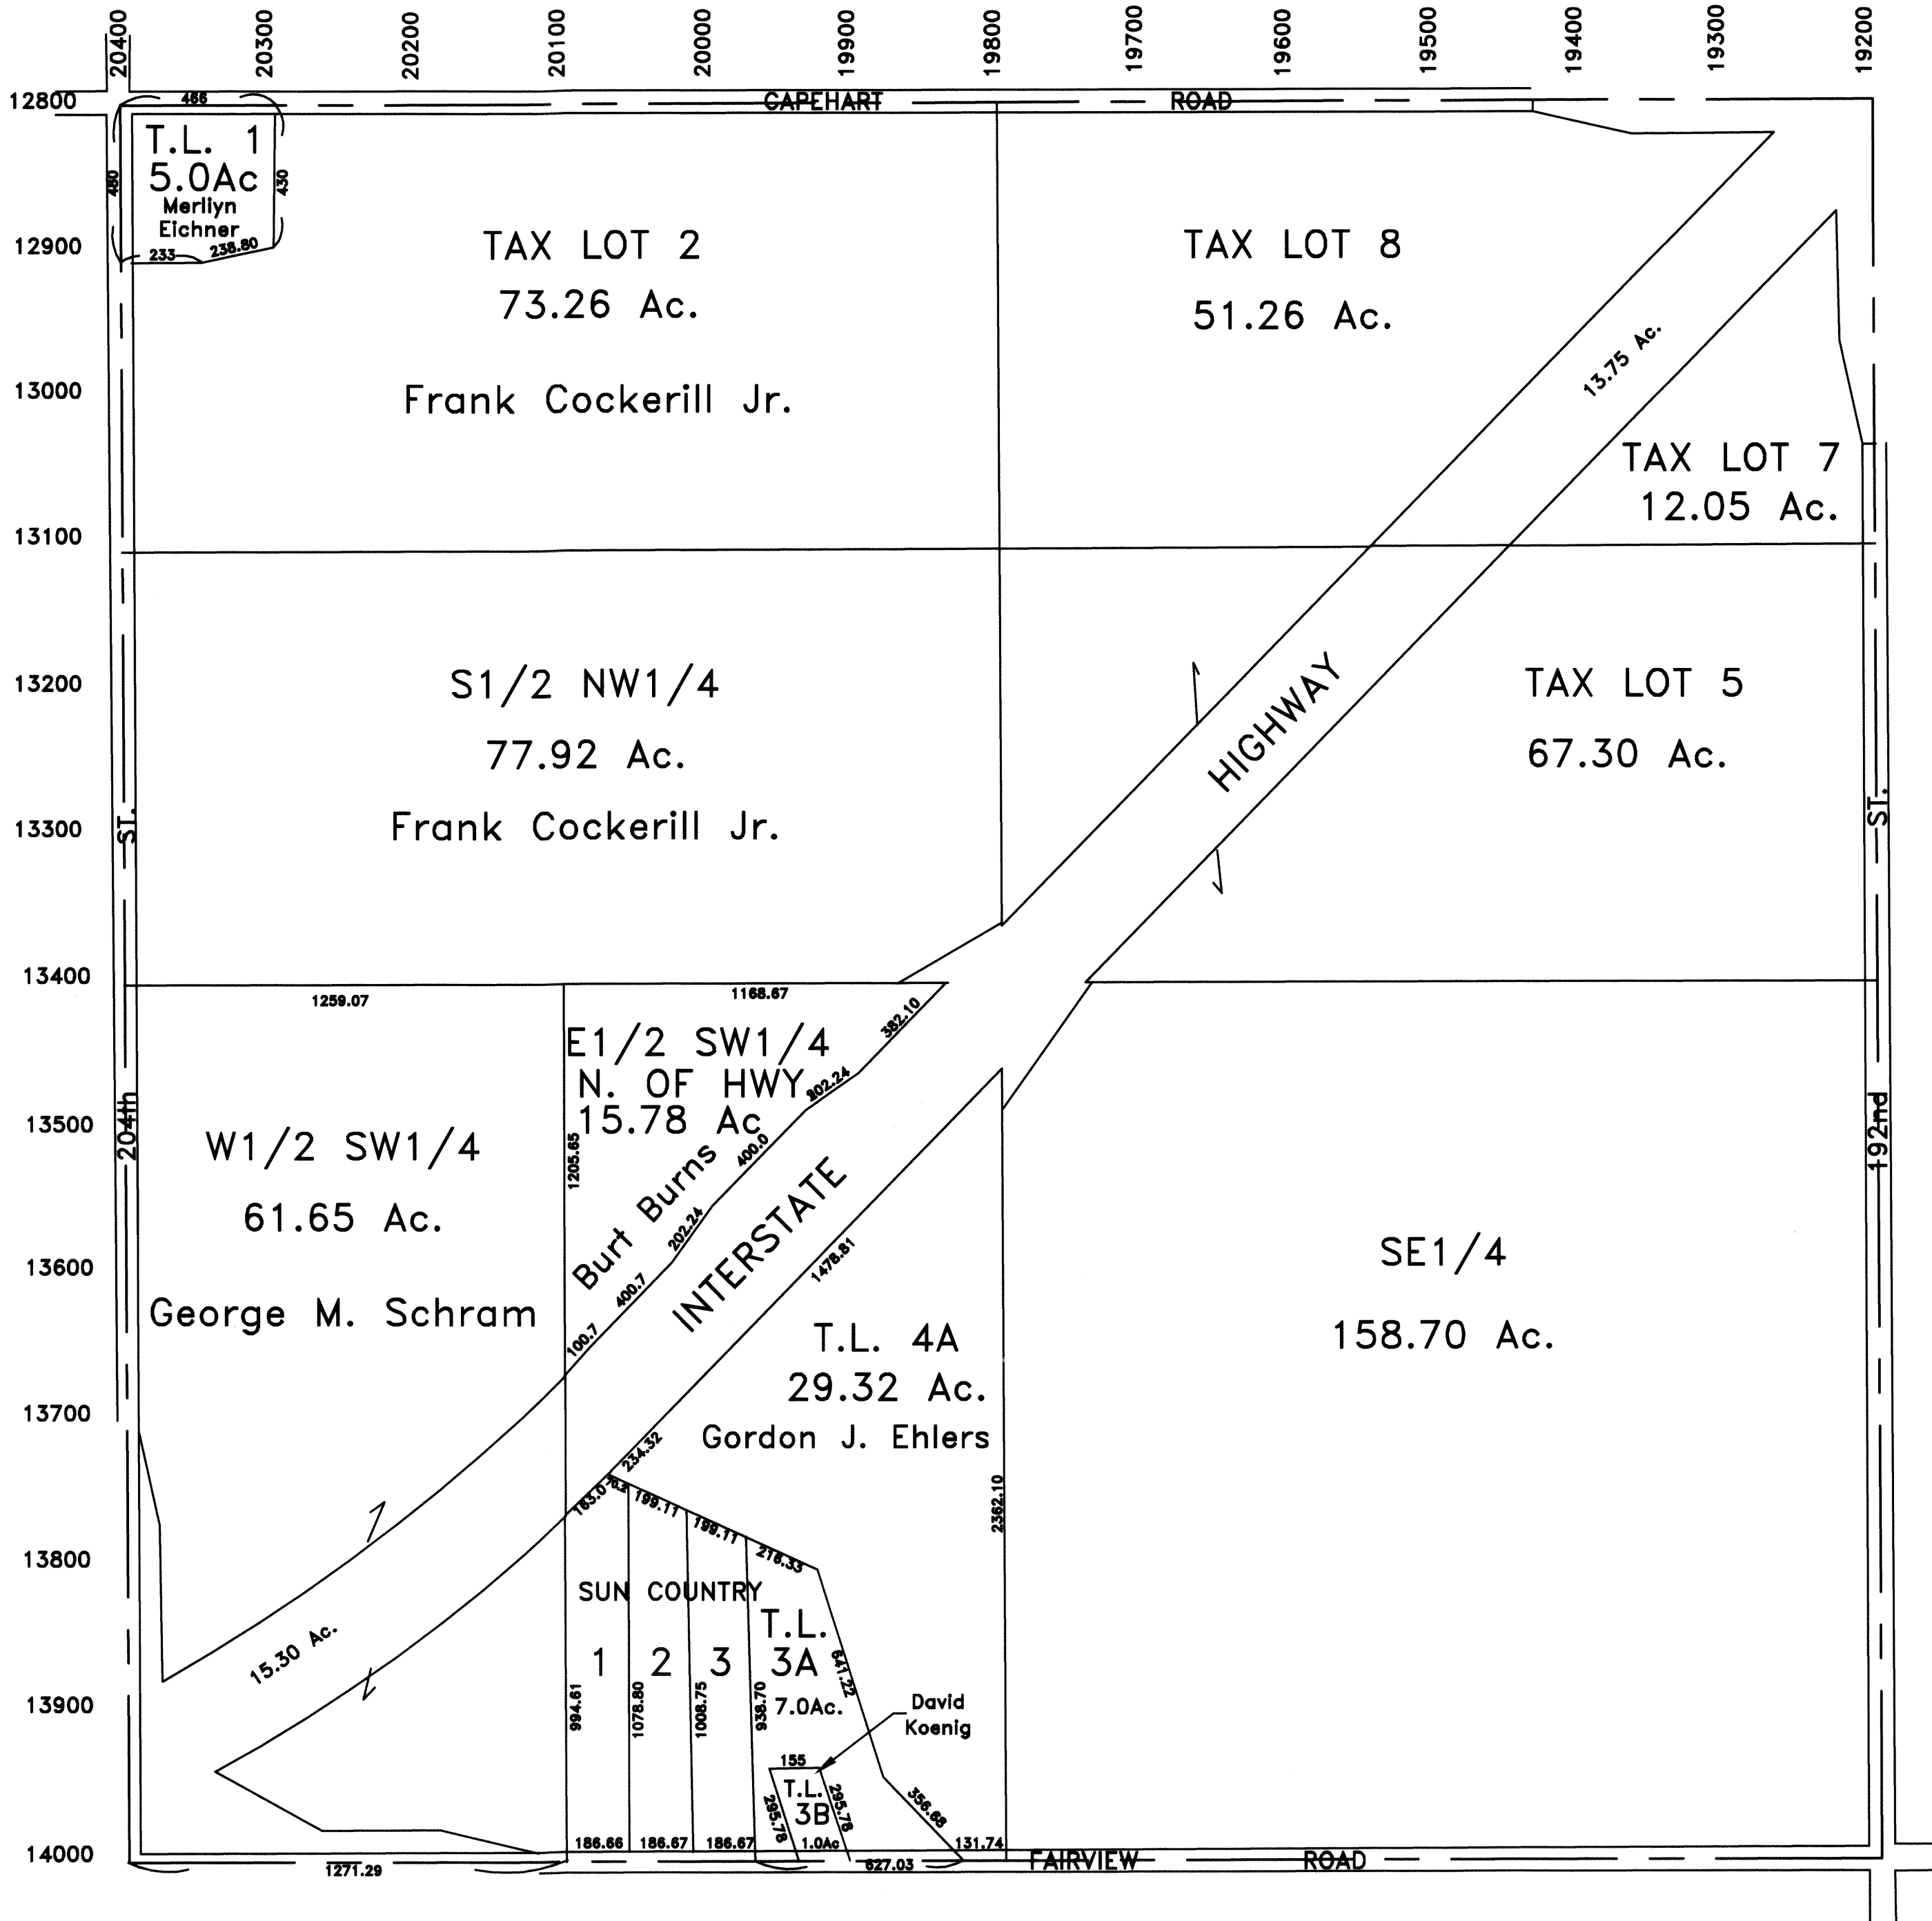 20400 20300 20200 20100 20000 19900 19800 19700 19600 19500 19400 19300 19200
12800
466
CAPEHART ROAD
T.L. 1
5.0Ac
Merliyn
Eichner
480
430
233
238.80
12900
TAX LOT 2
73.26 Ac.
Frank Cockerill Jr.
TAX LOT 8
51.26 Ac.
13.75 Ac.
13000
TAX LOT 7
12.05 Ac.
13100
13200
S1/2 NW1/4
77.92 Ac.
Frank Cockerill Jr.
HIGHWAY
TAX LOT 5
67.30 Ac.
13300
204th ST.
192nd ST.
13400
1259.07
1168.67
382.10
E1/2 SW1/4
N. OF HWY
15.78 Ac
202.24
400.0
202.24
400.7
100.7
1205.65
Burt Burns
13500
W1/2 SW1/4
61.65 Ac.
George M. Schram
INTERSTATE
1478.81
13600
SE1/4
158.70 Ac.
T.L. 4A
29.32 Ac.
Gordon J. Ehlers
13700
234.32
163.0
199.11
199.11
216.33
2362.10
13800
SUN COUNTRY
1
2
3
T.L.
3A
7.0Ac.
641.22
15.30 Ac.
994.61
1078.80
1008.75
938.70
13900
David
Koenig
155
T.L.
3B
1.0Ac
295.78
295.78
356.68
14000
186.66
186.67
186.67
131.74
1271.29
627.03
FAIRVIEW ROAD